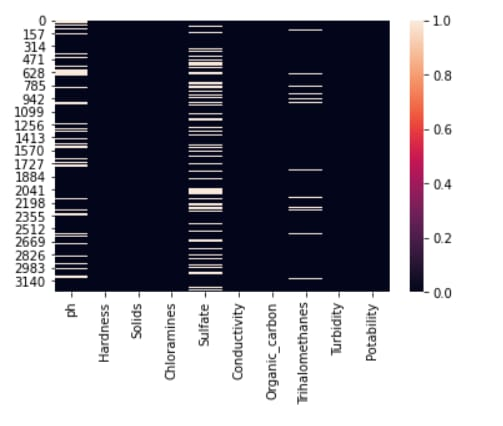 0
157
314
471
628
785
942
1099
1256
1413
1570
1727
1884
2041
2198
2355
2512
2669
2826
2983
3140
ph
Hardness
Solids
Chloramines
Sulfate
Conductivity
Organic_carbon
Trihalomethanes
Turbidity
Potability
1.0
0.8
0.6
0.4
0.2
0.0